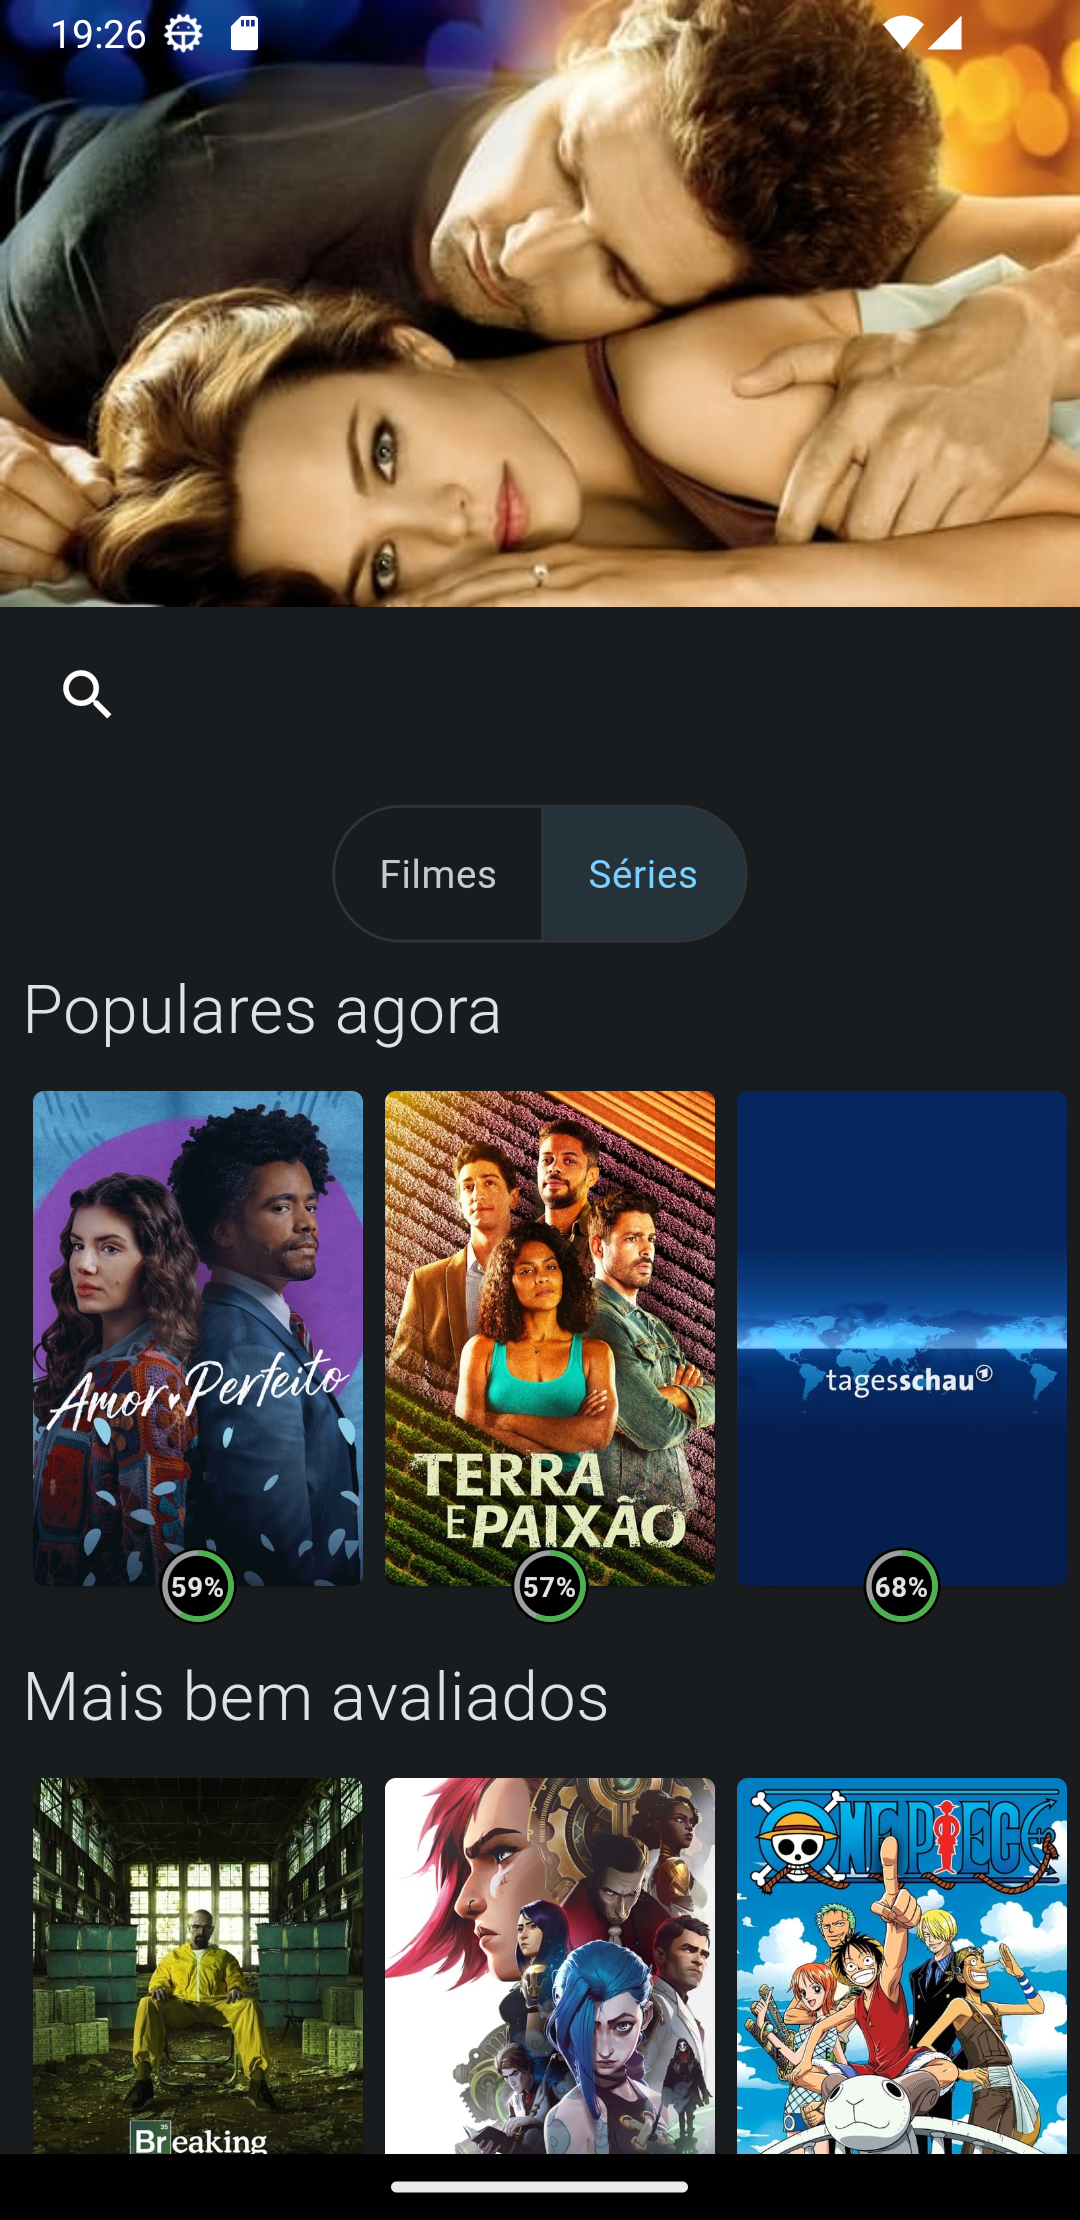 19:26
Filmes
Séries
Populares agora
Amor Perfeito
TERRA
E PAIXÃO
tagesschau
59%
57%
68%
Mais bem avaliados
ONE PIECE
35
Breaking